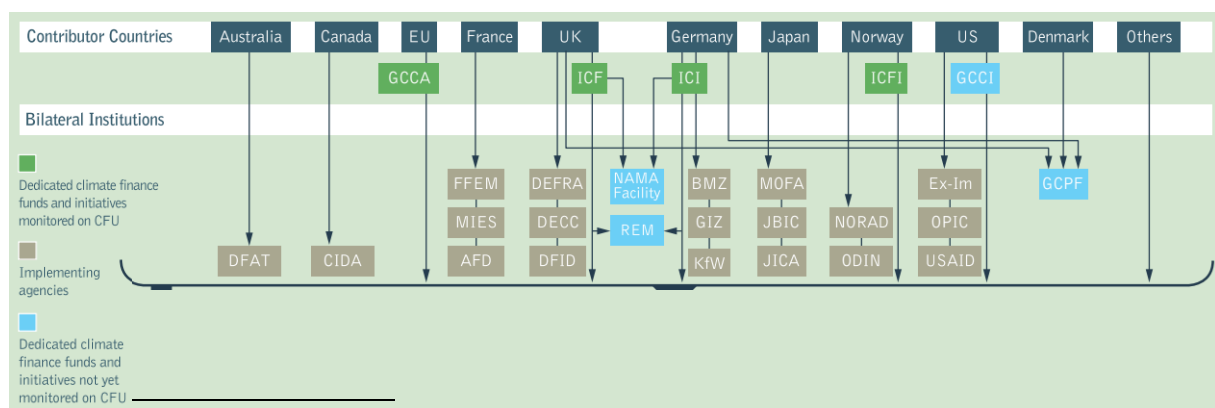 Contributor Countries Australia Canada EU France UK Germany Japan Norway US Denmark Others
GCCA ICF ICI ICFI GCCI
Bilateral Institutions
Dedicated climate finance
funds and initiatives
monitored on CFU
FFEM DEFRA NAMA Facility BMZ MOFA Ex-Im GCPF
MIES DECC REM GIZ JBIC NORAD OPIC
DFAT CIDA AFD DFID KfW JICA ODIN USAID
Implementing
agencies
Dedicated climate
finance funds and
initiatives not yet
monitored on CFU